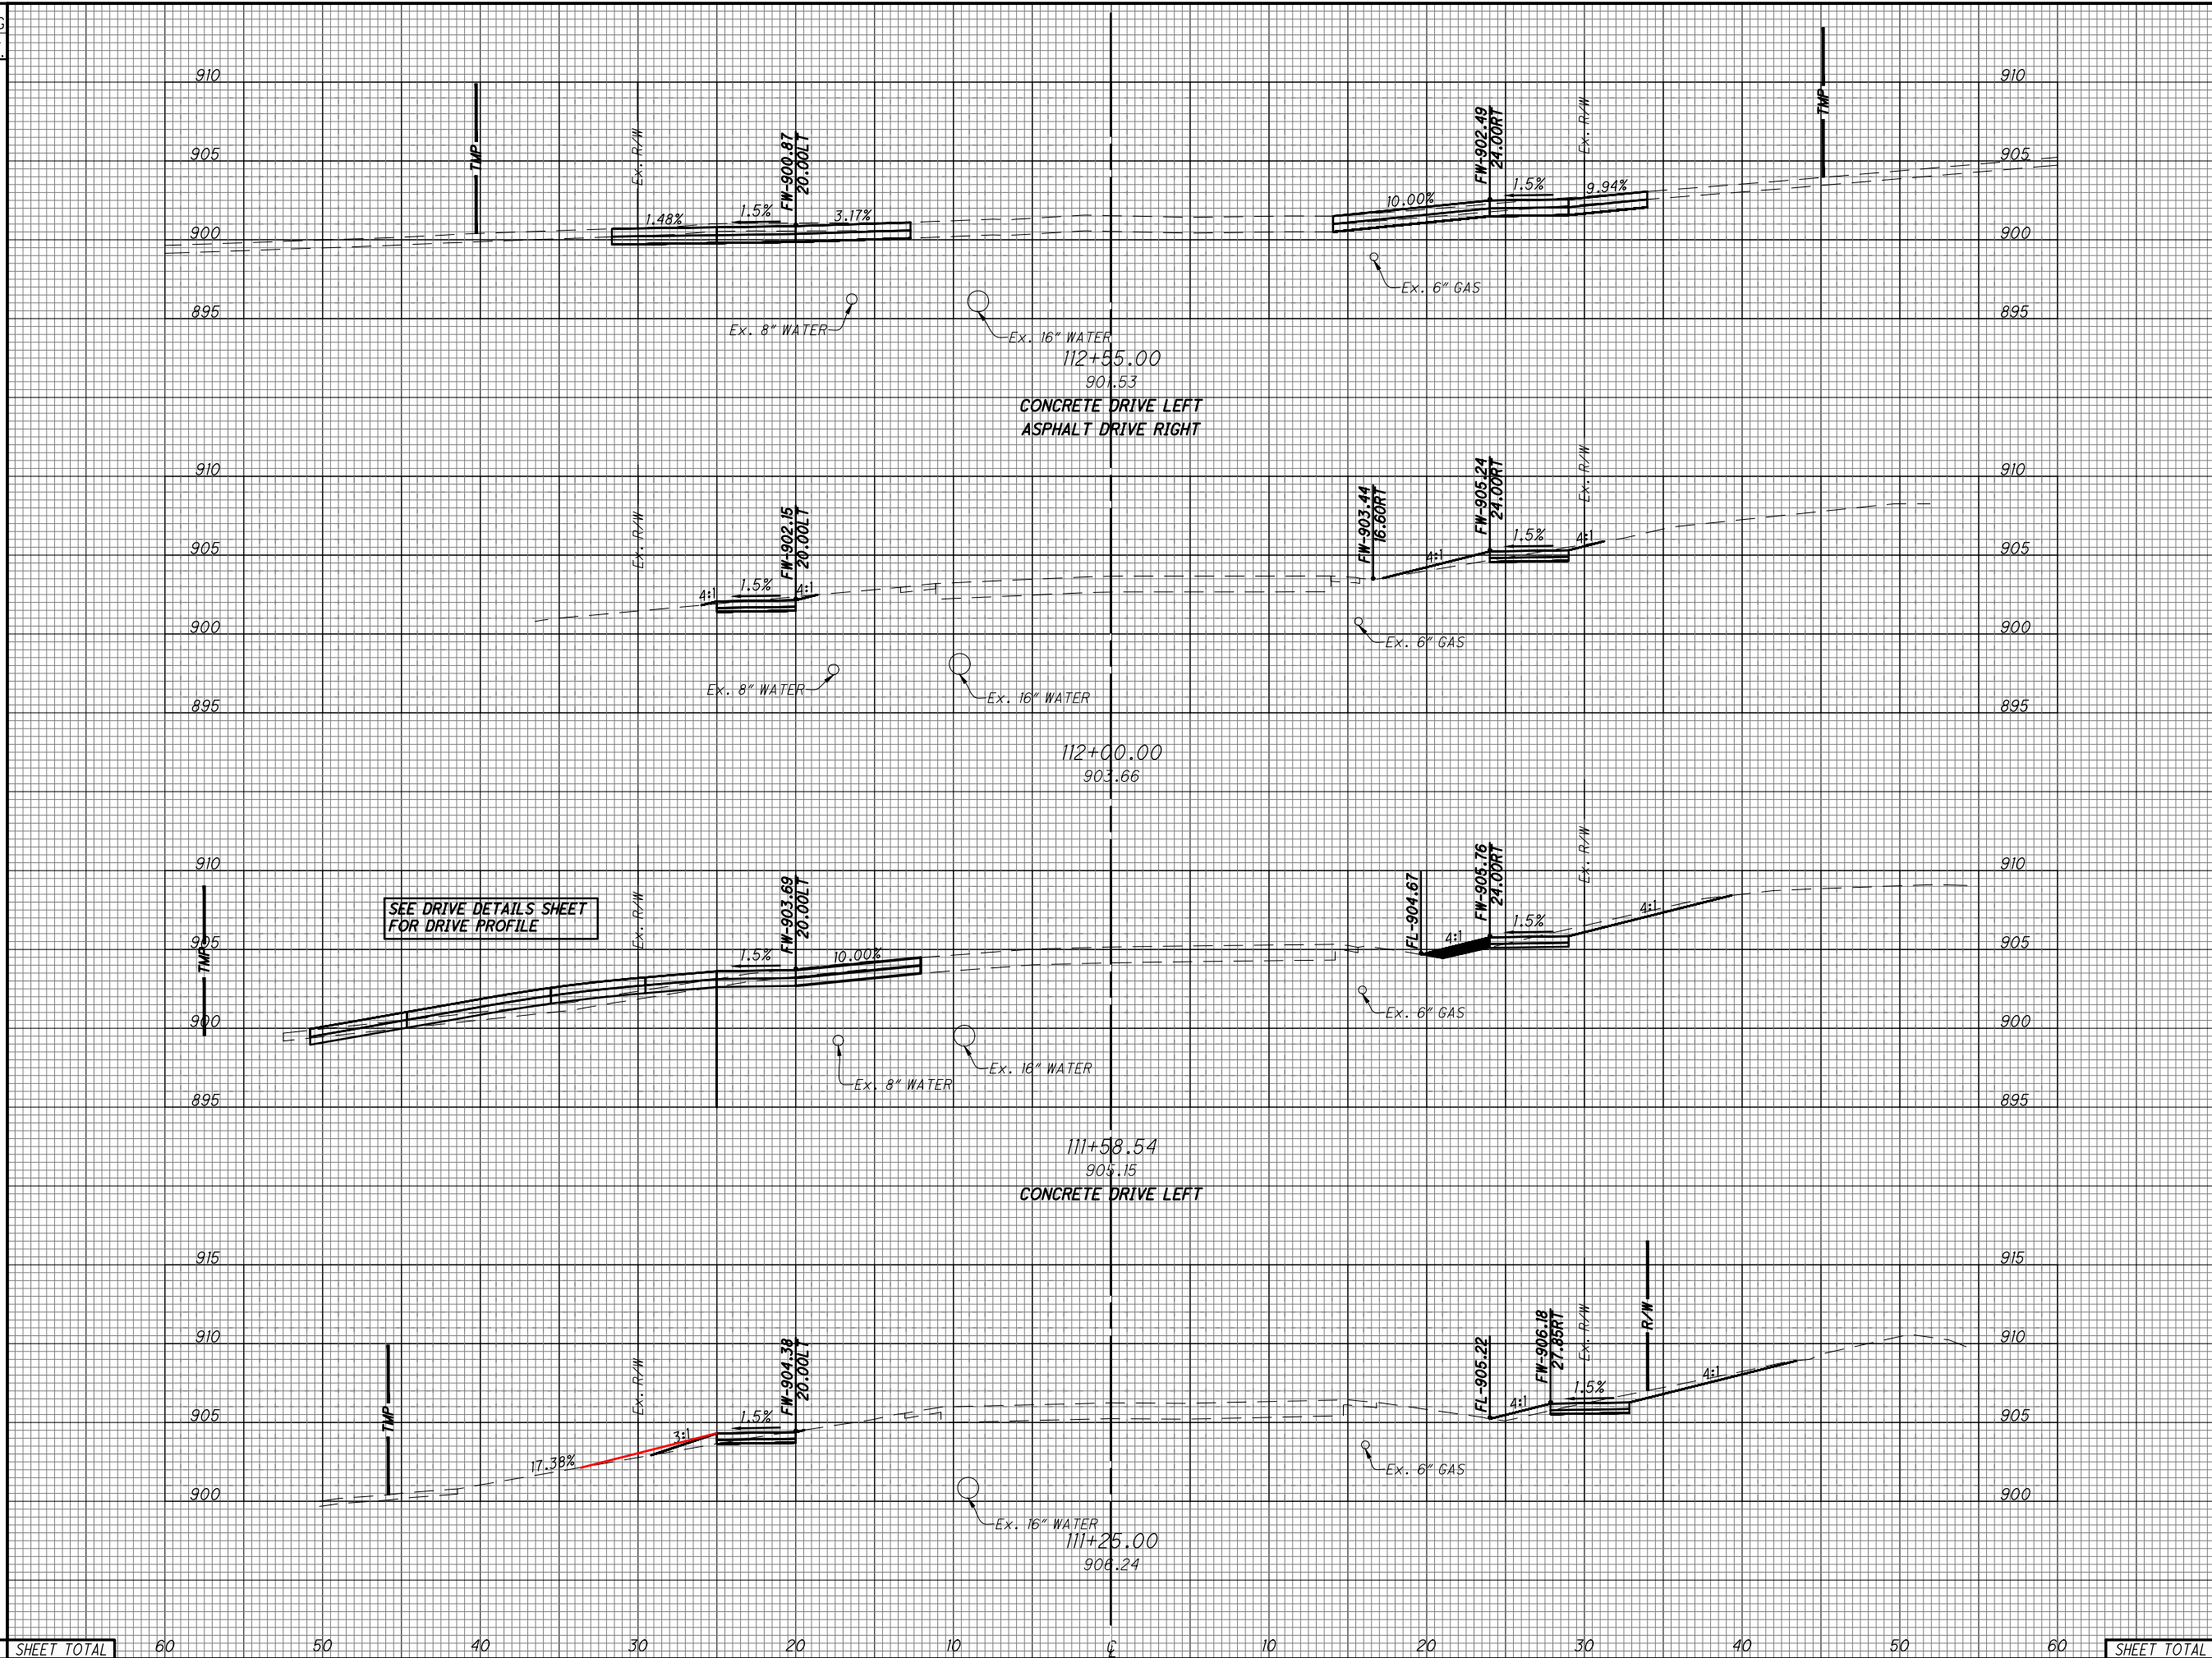 910
910
TMP
Ex. R/W
FW-900.87
20.00LT
FW-902.49
24.00RT
Ex. R/W
TMP
905
905
1.48%
1.5%
3.17%
10.00%
1.5%
9.94%
900
900
Ex. 6" GAS
895
895
Ex. 8" WATER
Ex. 16" WATER
112+55.00
901.53
CONCRETE DRIVE LEFT
ASPHALT DRIVE RIGHT
910
910
Ex. R/W
FW-902.15
20.00LT
FW-903.44
16.60RT
FW-905.24
24.00RT
Ex. R/W
905
905
4:1
1.5%
4:1
4:1
1.5%
4:1
900
900
Ex. 6" GAS
Ex. 8" WATER
Ex. 16" WATER
895
895
112+00.00
903.66
910
910
TMP
SEE DRIVE DETAILS SHEET
FOR DRIVE PROFILE
Ex. R/W
FW-903.69
20.00LT
FL-904.67
FW-905.76
24.00RT
Ex. R/W
905
905
1.5%
10.00%
4:1
1.5%
4:1
900
900
Ex. 6" GAS
Ex. 8" WATER
Ex. 16" WATER
895
895
111+58.54
905.15
CONCRETE DRIVE LEFT
915
915
910
910
TMP
Ex. R/W
FW-904.38
20.00LT
FL-905.22
FW-906.18
27.85RT
Ex. R/W
R/W
905
905
17.38%
3:1
1.5%
4:1
1.5%
4:1
900
900
Ex. 6" GAS
Ex. 16" WATER
111+25.00
906.24
SHEET TOTAL
60
50
40
30
20
10
℄
10
20
30
40
50
60
SHEET TOTAL